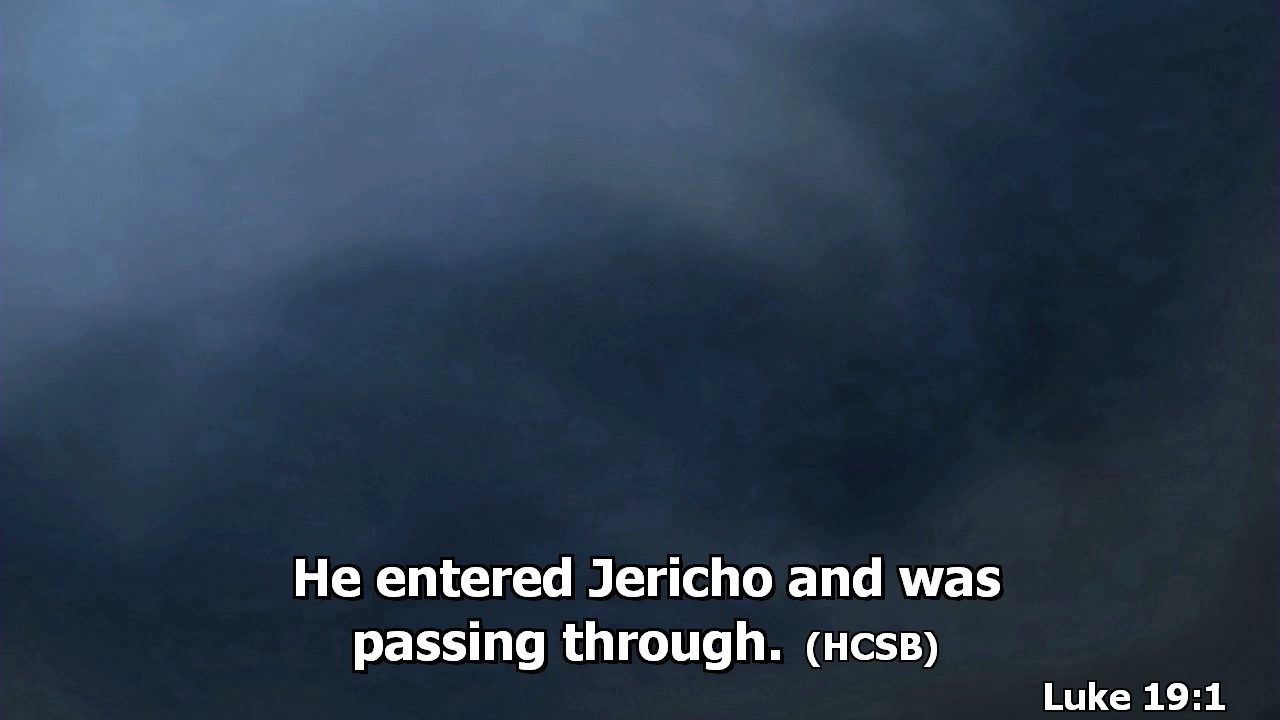 He entered Jericho and was
passing through. (HCSB)
Luke 19:1